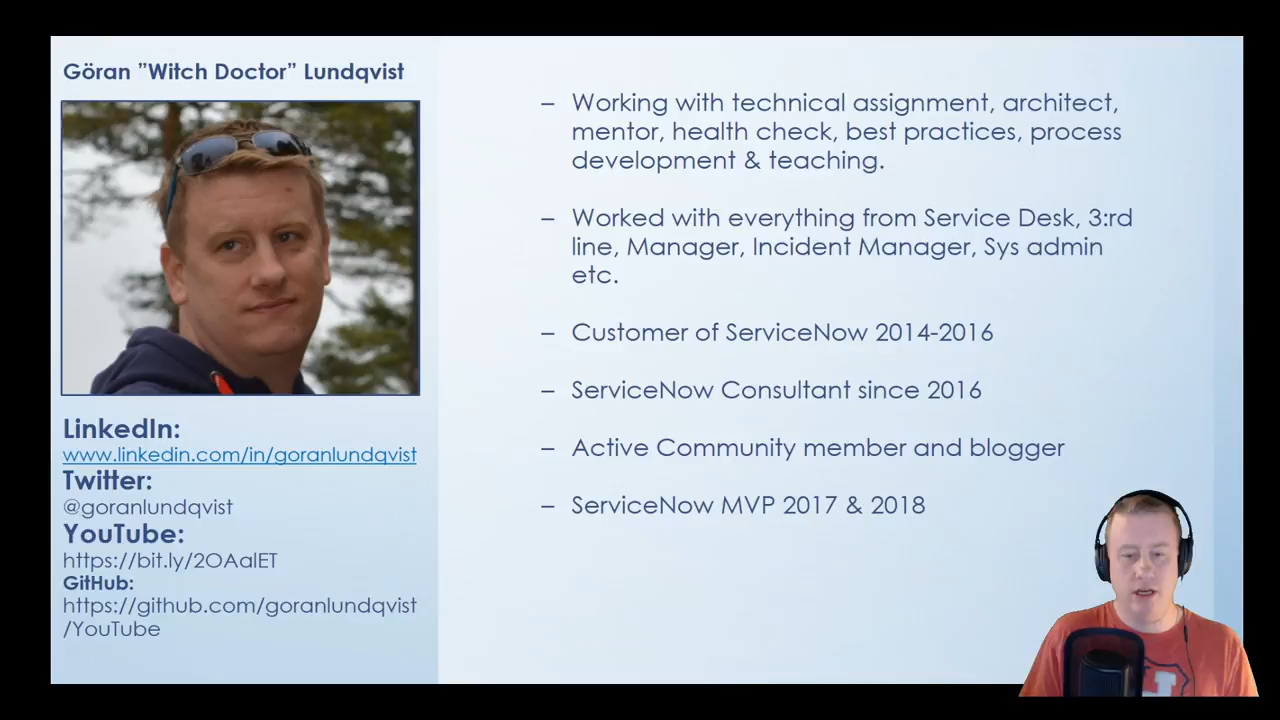 Göran ”Witch Doctor” Lundqvist
LinkedIn:
www.linkedin.com/in/goranlundqvist
Twitter:
@goranlundqvist
YouTube:
https://bit.ly/2OAalET
GitHub:
https://github.com/goranlundqvist
/YouTube
– Working with technical assignment, architect,
mentor, health check, best practices, process
development & teaching.
– Worked with everything from Service Desk, 3:rd
line, Manager, Incident Manager, Sys admin
etc.
– Customer of ServiceNow 2014-2016
– ServiceNow Consultant since 2016
– Active Community member and blogger
– ServiceNow MVP 2017 & 2018